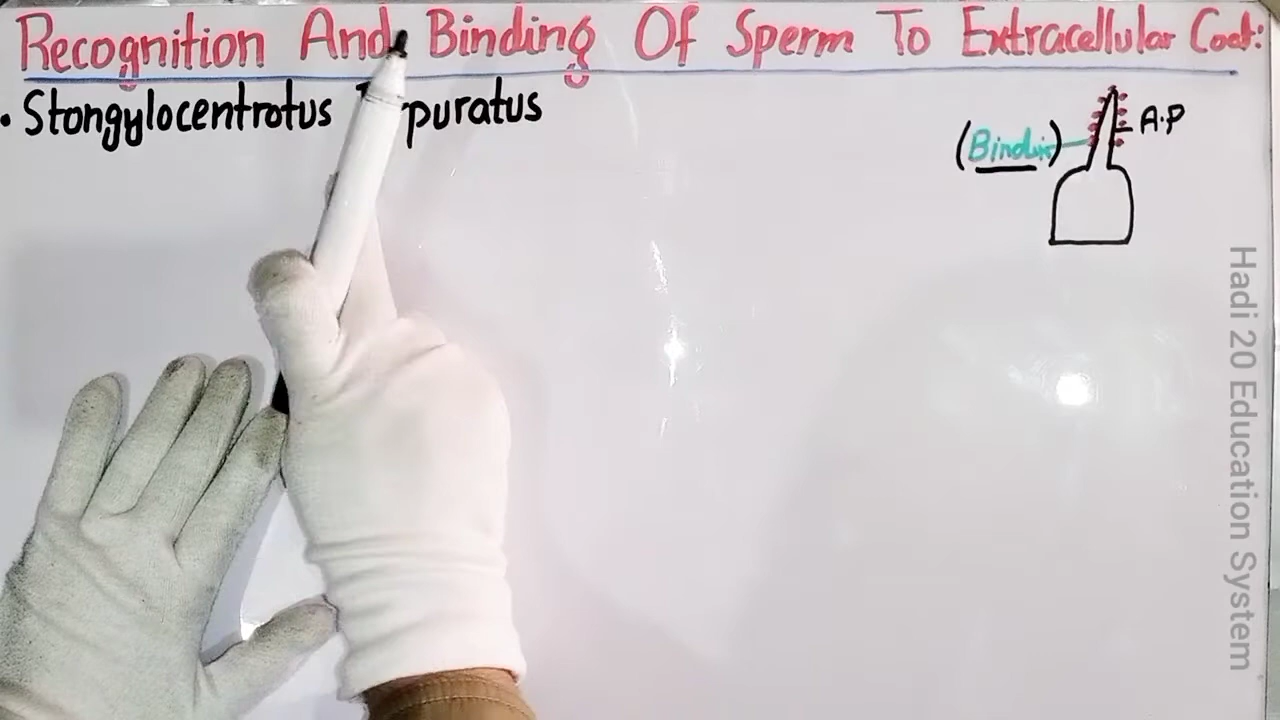 Recognition And Binding Of Sperm To Extracellular Coat:
• Stongylocentrotus puratus
(Bindin)
A.P
Hadi 20 Education System